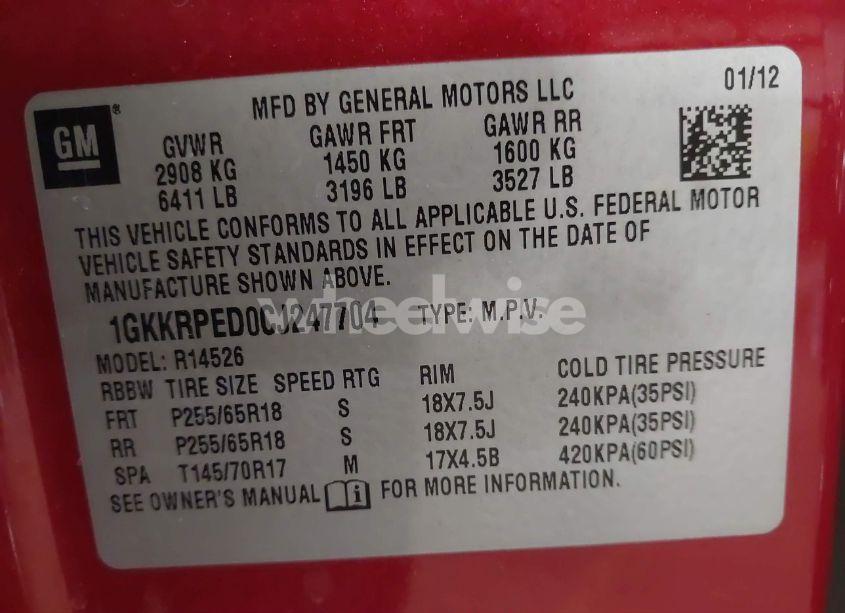 MFD BY GENERAL MOTORS LLC 01/12
GM ®
GVWR GAWR FRT GAWR RR
2908 KG 1450 KG 1600 KG
6411 LB 3196 LB 3527 LB
THIS VEHICLE CONFORMS TO ALL APPLICABLE U.S. FEDERAL MOTOR
VEHICLE SAFETY STANDARDS IN EFFECT ON THE DATE OF
MANUFACTURE SHOWN ABOVE.
wheelwise
1GKKRPED0CJ247704 TYPE: M.P.V.
MODEL: R14526
RBBW TIRE SIZE SPEED RTG RIM COLD TIRE PRESSURE
FRT P255/65R18 S 18X7.5J 240KPA(35PSI)
RR P255/65R18 S 18X7.5J 240KPA(35PSI)
SPA T145/70R17 M 17X4.5B 420KPA(60PSI)
SEE OWNER'S MANUAL i FOR MORE INFORMATION.